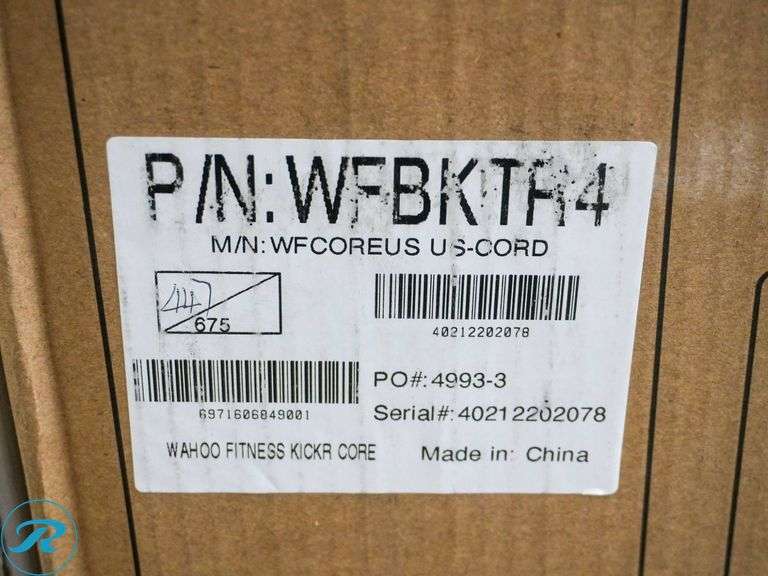 P/N: WFBKTR4
M/N: WFCOREUS US-CORD
447
675
40212202078
6971606849001
PO#: 4993-3
Serial#: 40212202078
WAHOO FITNESS KICKR CORE
Made in: China
R